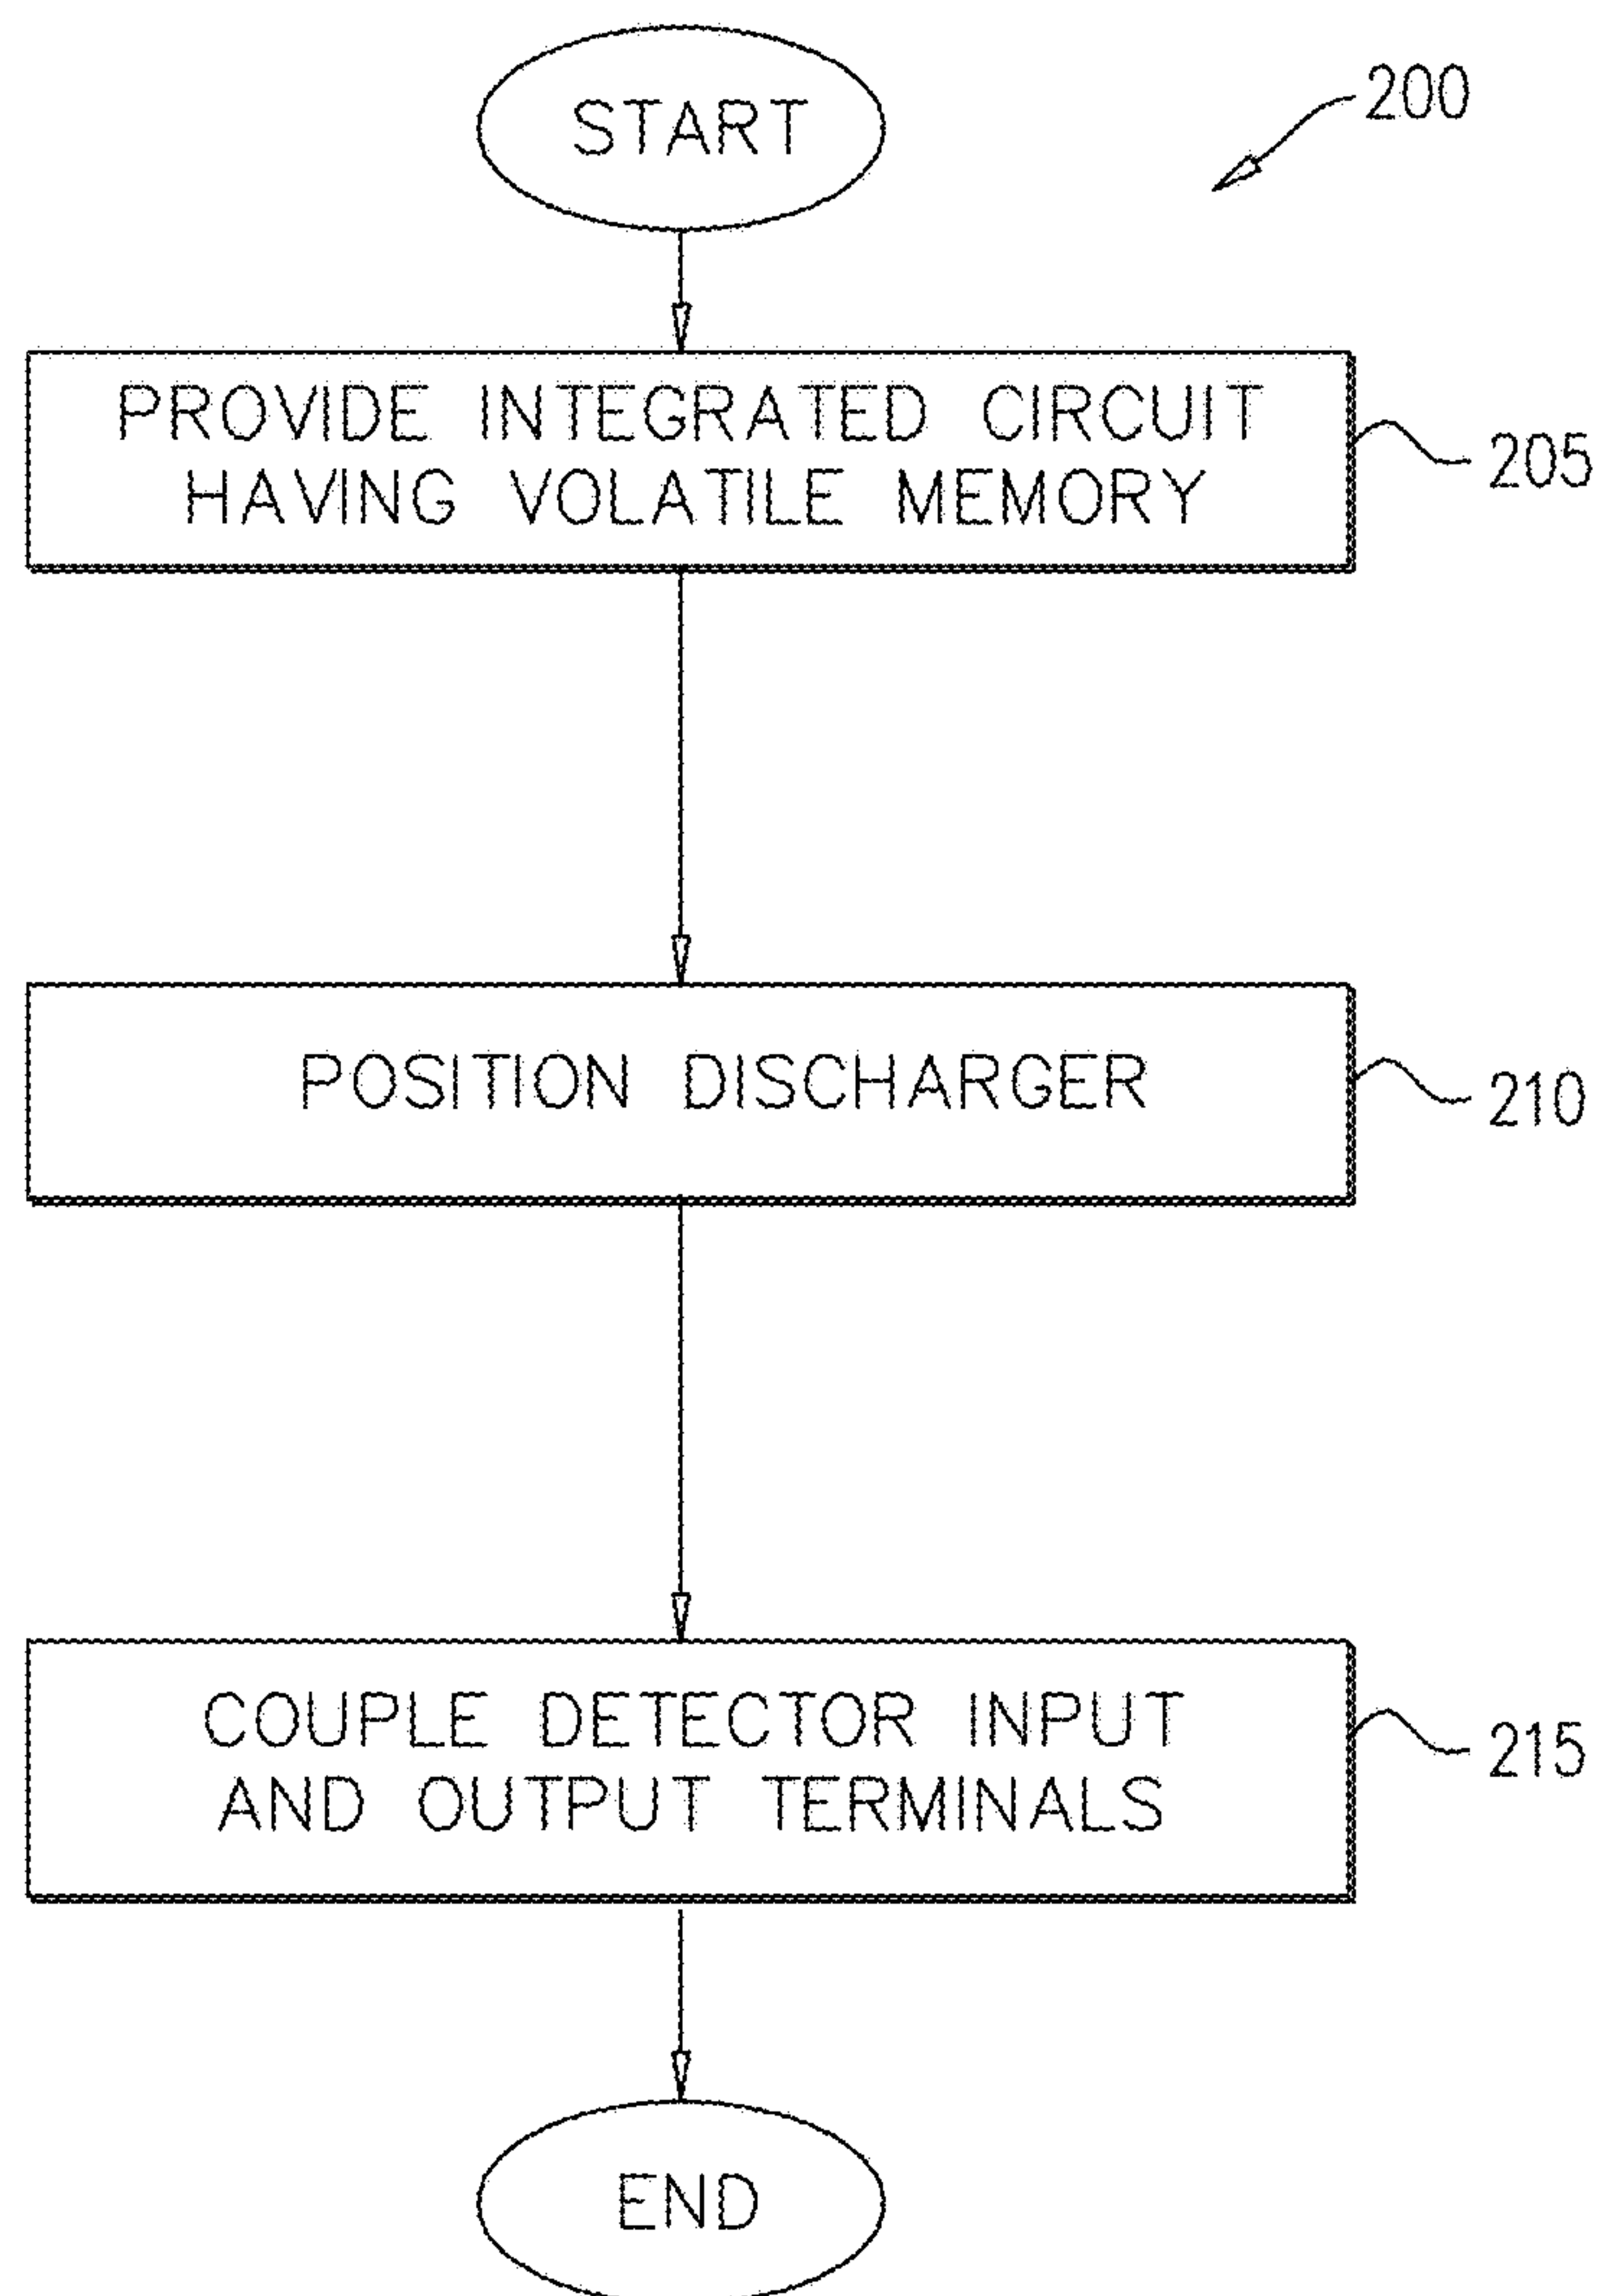 START
200
PROVIDE INTEGRATED CIRCUIT
HAVING VOLATILE MEMORY
205
POSITION DISCHARGER
210
COUPLE DETECTOR INPUT
AND OUTPUT TERMINALS
215
END